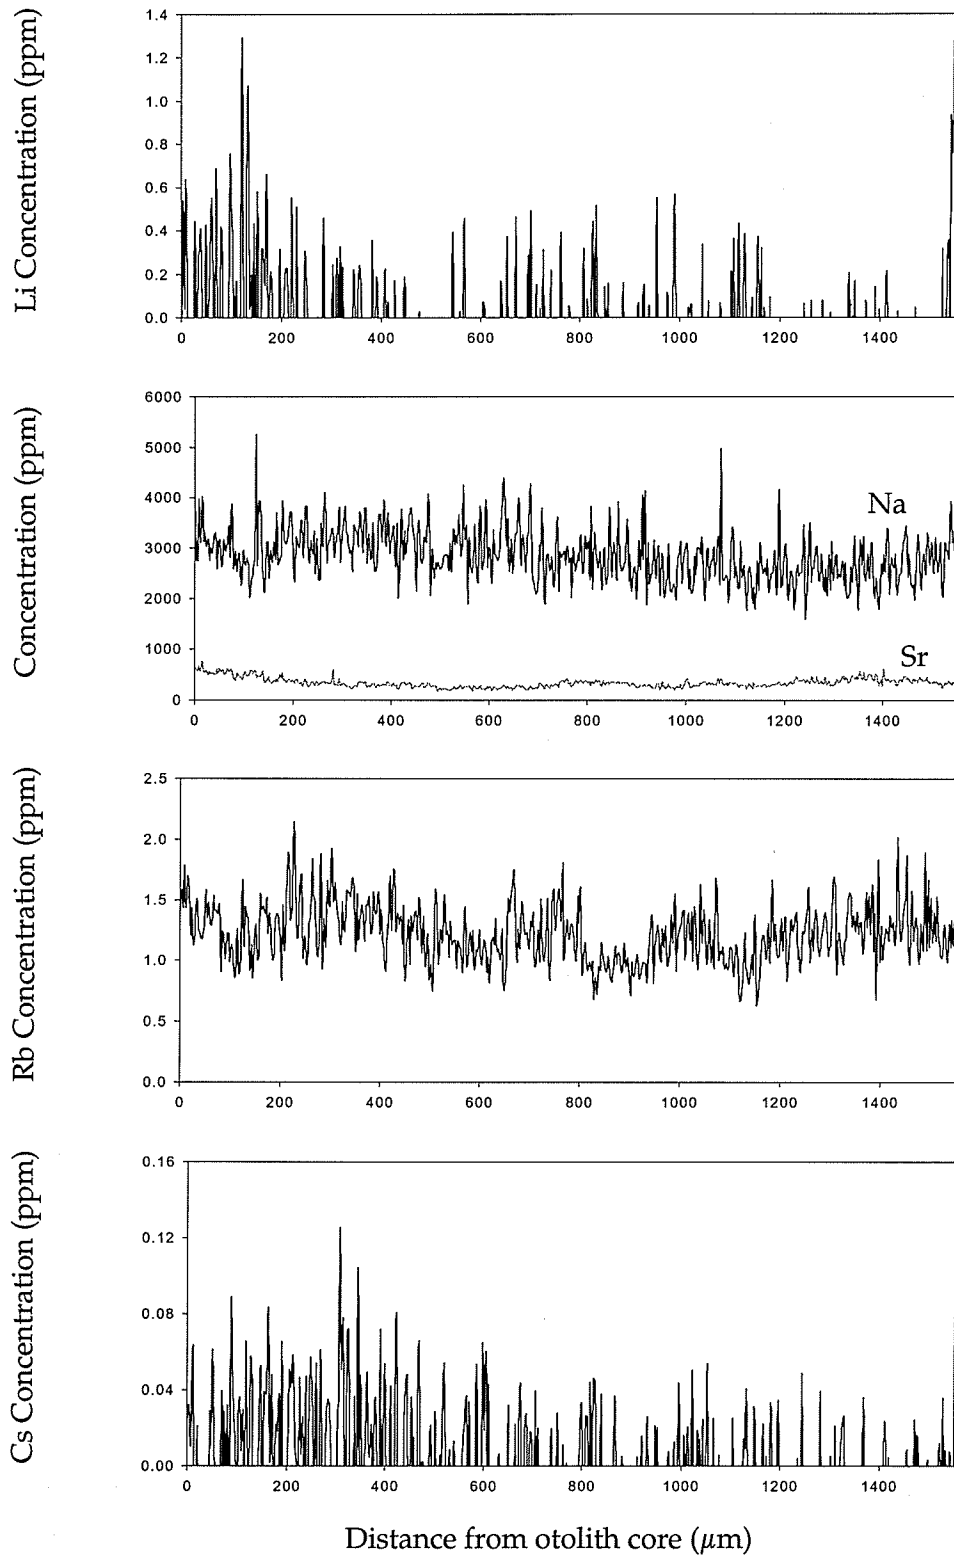 Li Concentration (ppm)
1.4
1.2
1.0
0.8
0.6
0.4
0.2
0.0
0 200 400 600 800 1000 1200 1400
Concentration (ppm)
6000
5000
4000
3000
2000
1000
0
Na
Sr
0 200 400 600 800 1000 1200 1400
Rb Concentration (ppm)
2.5
2.0
1.5
1.0
0.5
0.0
0 200 400 600 800 1000 1200 1400
Cs Concentration (ppm)
0.16
0.12
0.08
0.04
0.00
0 200 400 600 800 1000 1200 1400
Distance from otolith core (μm)